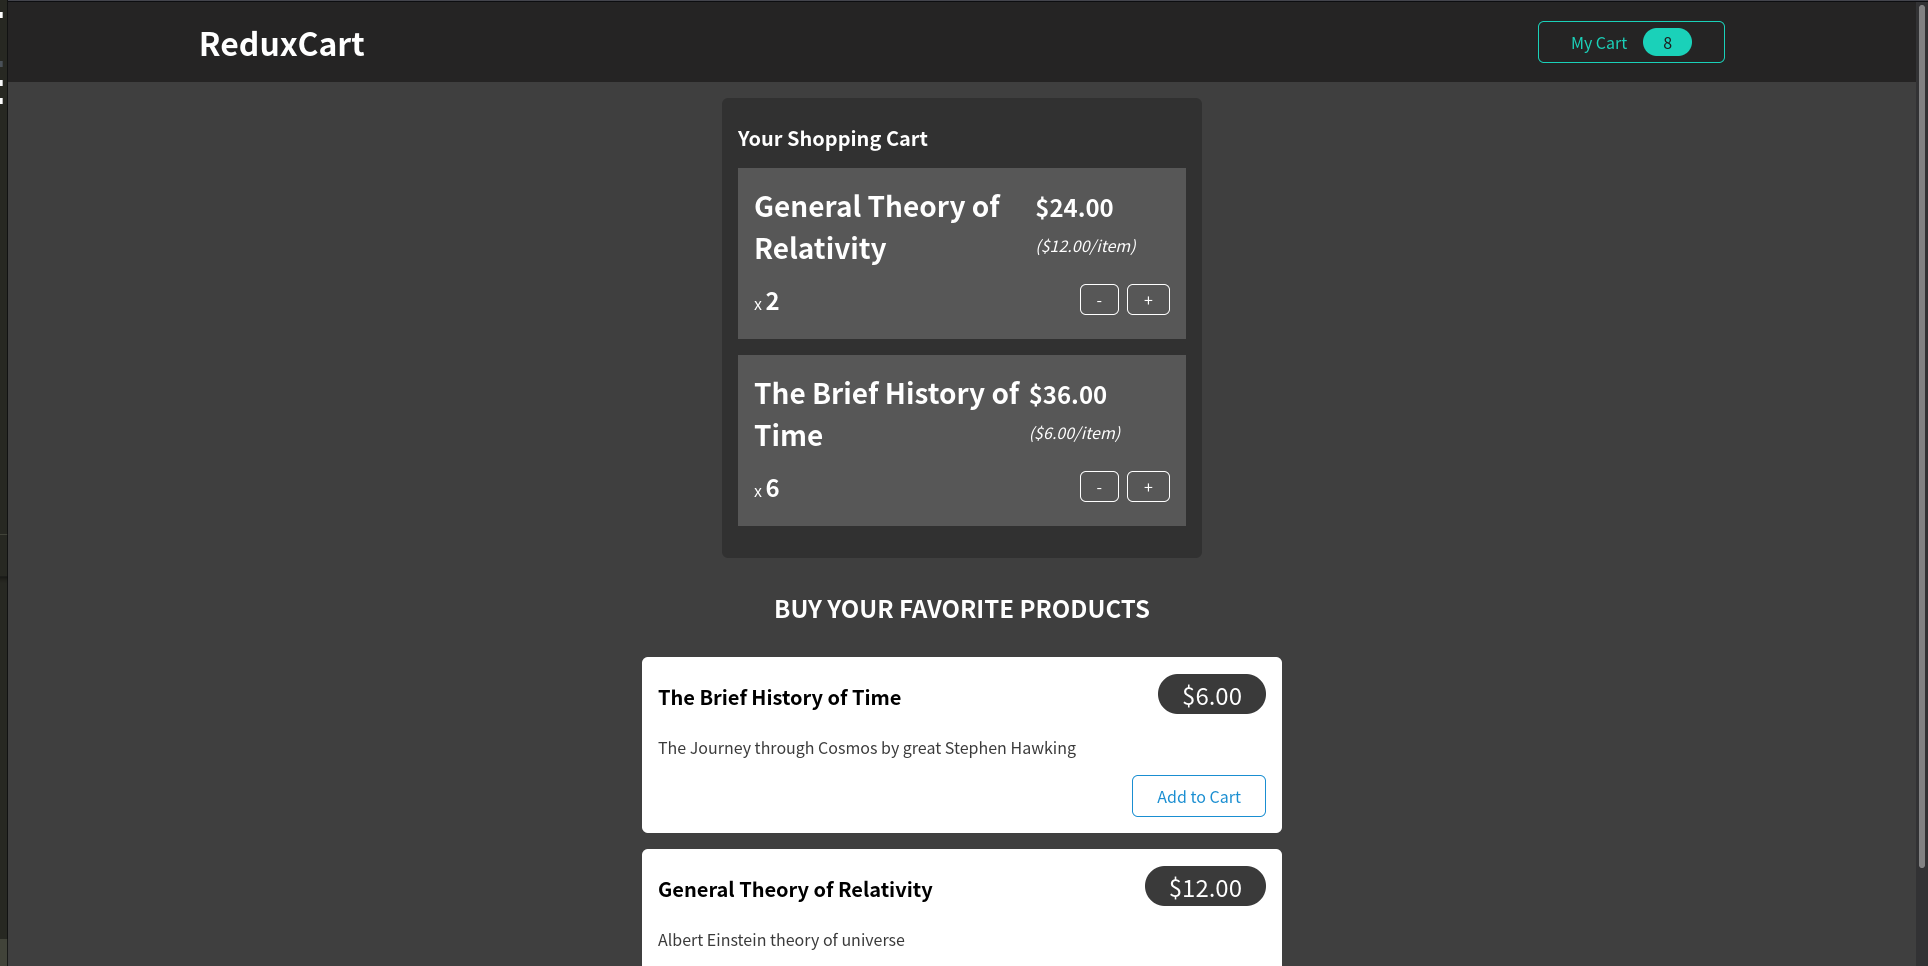 ReduxCart
My Cart 8
Your Shopping Cart
General Theory of
Relativity
$24.00
($12.00/item)
x 2
- +
The Brief History of
Time
$36.00
($6.00/item)
x 6
- +
BUY YOUR FAVORITE PRODUCTS
The Brief History of Time
$6.00
The Journey through Cosmos by great Stephen Hawking
Add to Cart
General Theory of Relativity
$12.00
Albert Einstein theory of universe